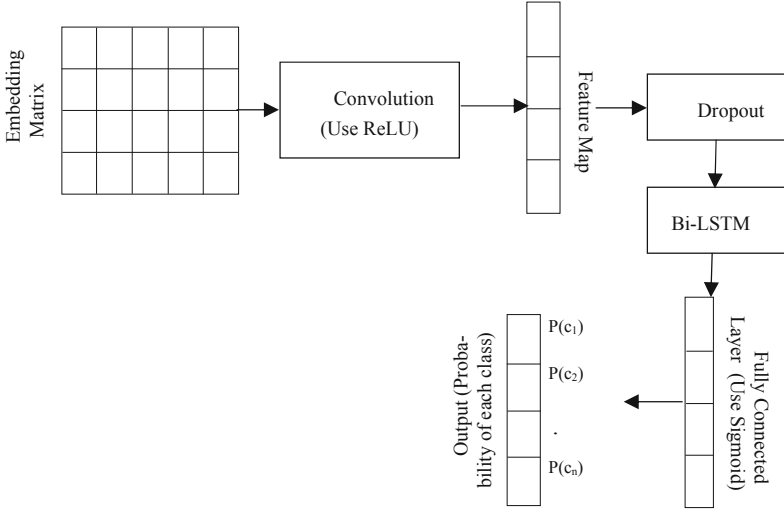 Embedding
Matrix
Convolution
(Use ReLU)
Feature Map
Dropout
Bi-LSTM
Fully Connected
Layer (Use Sigmoid)
Output (Proba-
bility of each class)
P(c₁)
P(c₂)
.
P(cₙ)